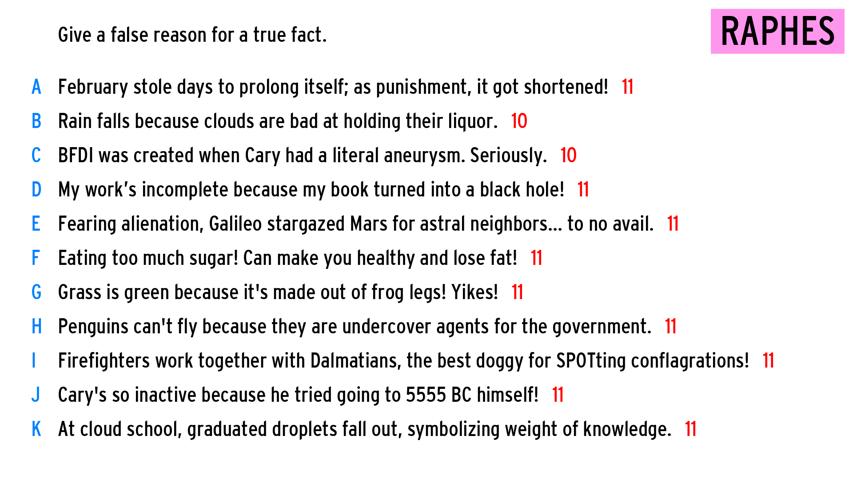 Give a false reason for a true fact.
RAPHES
A February stole days to prolong itself; as punishment, it got shortened! 11
B Rain falls because clouds are bad at holding their liquor. 10
C BFDI was created when Cary had a literal aneurysm. Seriously. 10
D My work's incomplete because my book turned into a black hole! 11
E Fearing alienation, Galileo stargazed Mars for astral neighbors... to no avail. 11
F Eating too much sugar! Can make you healthy and lose fat! 11
G Grass is green because it's made out of frog legs! Yikes! 11
H Penguins can't fly because they are undercover agents for the government. 11
I Firefighters work together with Dalmatians, the best doggy for SPOTting conflagrations! 11
J Cary's so inactive because he tried going to 5555 BC himself! 11
K At cloud school, graduated droplets fall out, symbolizing weight of knowledge. 11